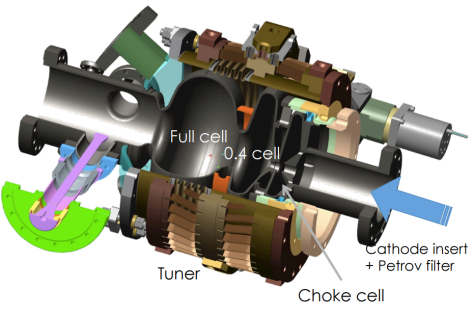 Full cell
0.4 cell
Cathode insert
+ Petrov filter
Tuner
Choke cell